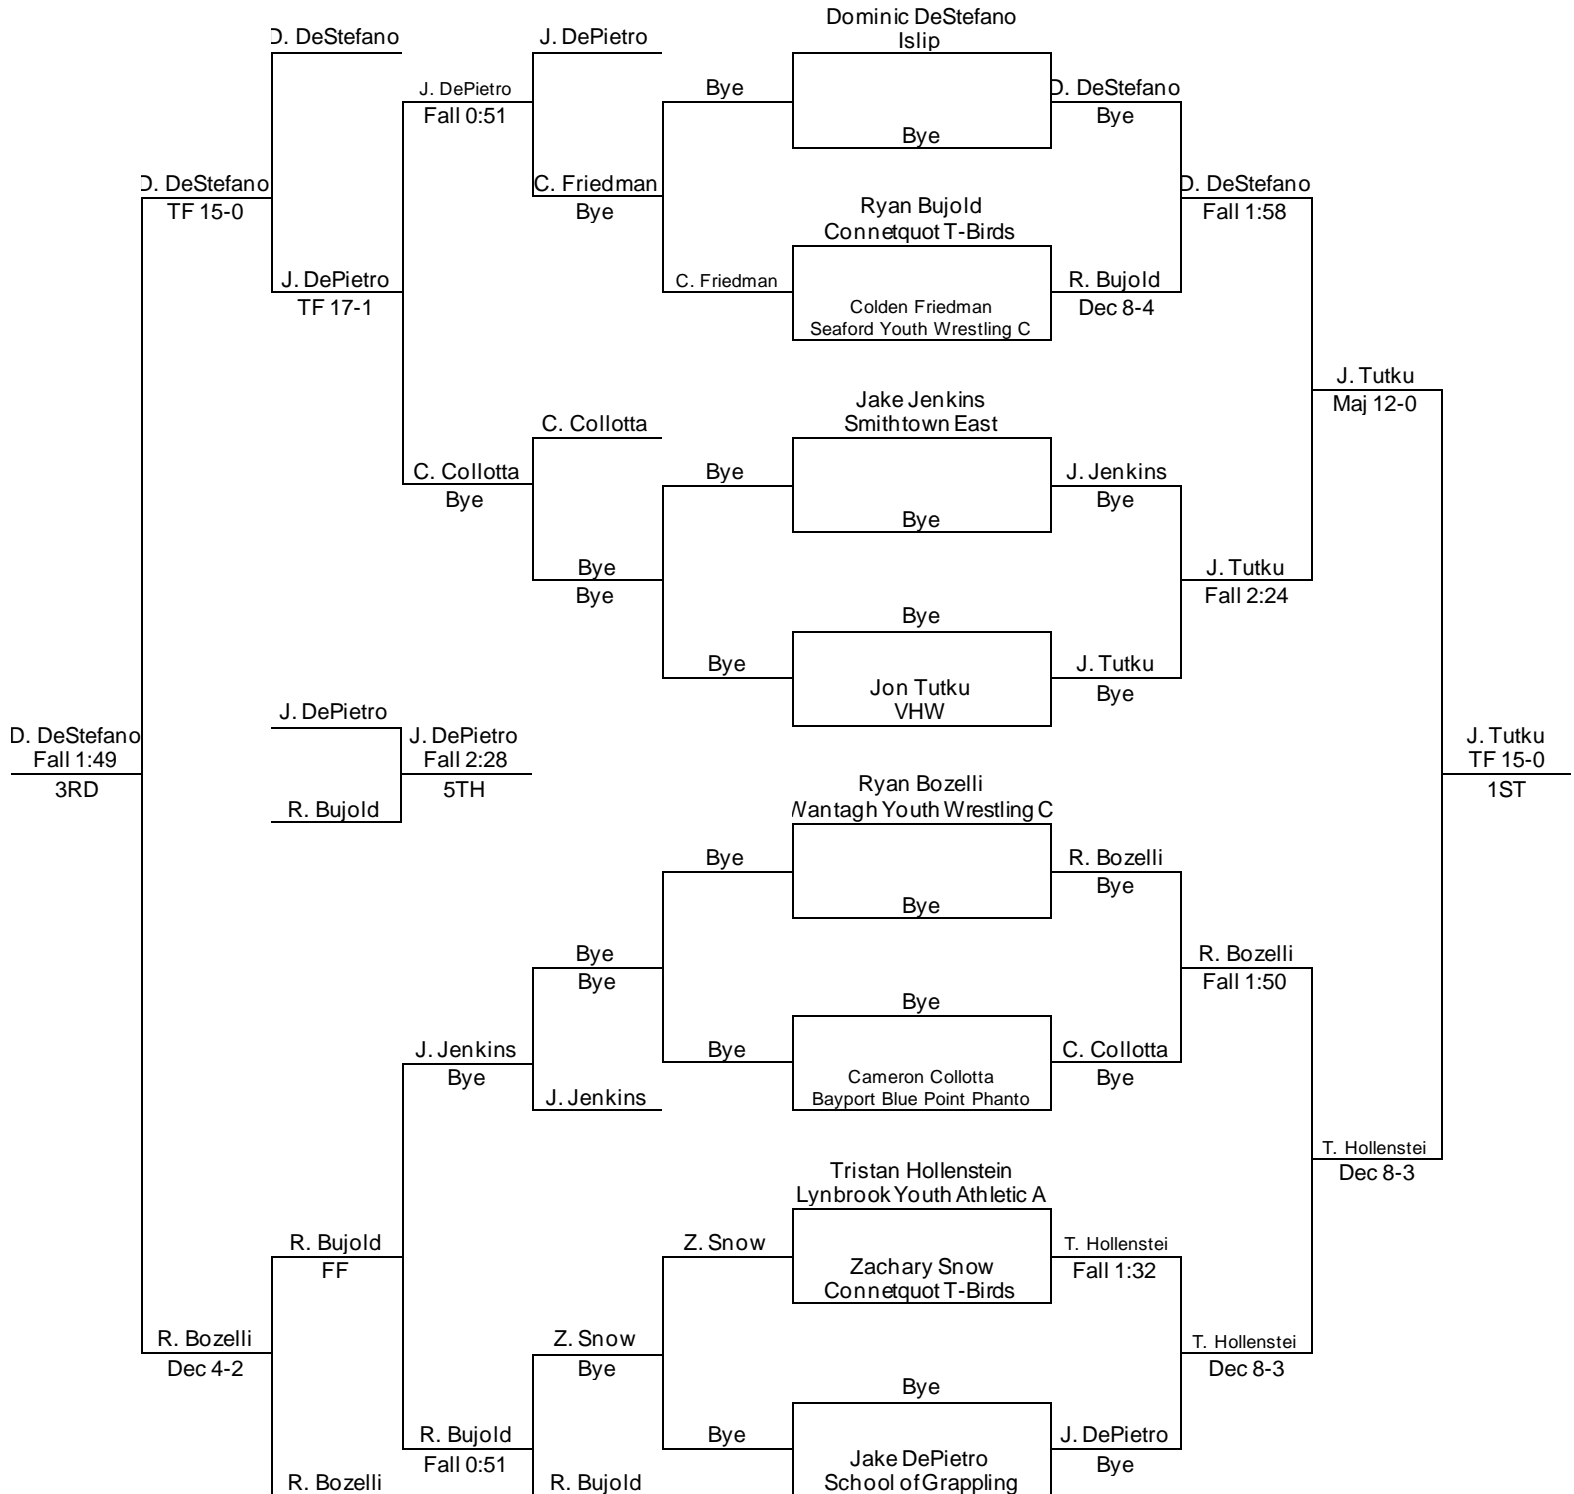 Dominic DeStefano
Islip
D. DeStefano
J. DePietro
J. DePietro
Fall 0:51
Bye
D. DeStefano
Bye
Bye
D. DeStefano
TF 15-0
C. Friedman
Bye
Ryan Bujold
Connetquot T-Birds
D. DeStefano
Fall 1:58
J. DePietro
TF 17-1
C. Friedman
Colden Friedman
Seaford Youth Wrestling C
R. Bujold
Dec 8-4
J. Tutku
Maj 12-0
Jake Jenkins
Smithtown East
C. Collotta
C. Collotta
Bye
Bye
J. Jenkins
Bye
Bye
Bye
Bye
J. Tutku
Fall 2:24
Bye
Bye
Jon Tutku
VHW
J. Tutku
Bye
J. DePietro
D. DeStefano
Fall 1:49
3RD
J. DePietro
Fall 2:28
5TH
R. Bujold
J. Tutku
TF 15-0
1ST
Ryan Bozelli
Wantagh Youth Wrestling C
Bye
R. Bozelli
Bye
Bye
Bye
Bye
R. Bozelli
Fall 1:50
Bye
J. Jenkins
Bye
Bye
Cameron Collotta
Bayport Blue Point Phanto
C. Collotta
Bye
J. Jenkins
T. Hollenstei
Dec 8-3
Tristan Hollenstein
Lynbrook Youth Athletic A
R. Bujold
FF
Z. Snow
Zachary Snow
Connetquot T-Birds
T. Hollenstei
Fall 1:32
R. Bozelli
Dec 4-2
Z. Snow
Bye
T. Hollenstei
Dec 8-3
Bye
R. Bujold
Fall 0:51
Bye
Jake DePietro
School of Grappling
J. DePietro
Bye
R. Bozelli
R. Bujold